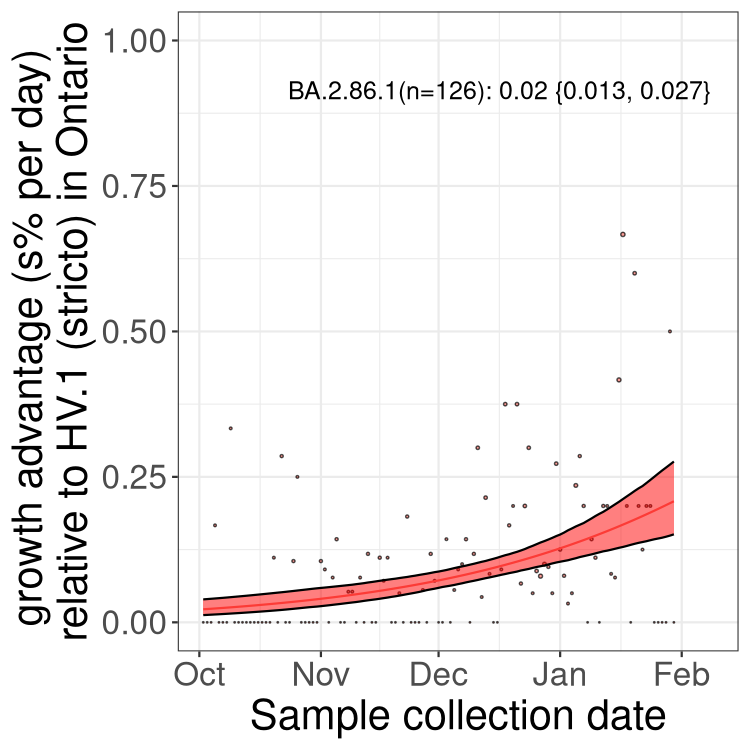 growth advantage (s% per day)
relative to HV.1 (stricto) in Ontario
1.00
0.75
0.50
0.25
0.00
BA.2.86.1(n=126): 0.02 {0.013, 0.027}
Oct Nov Dec Jan Feb
Sample collection date